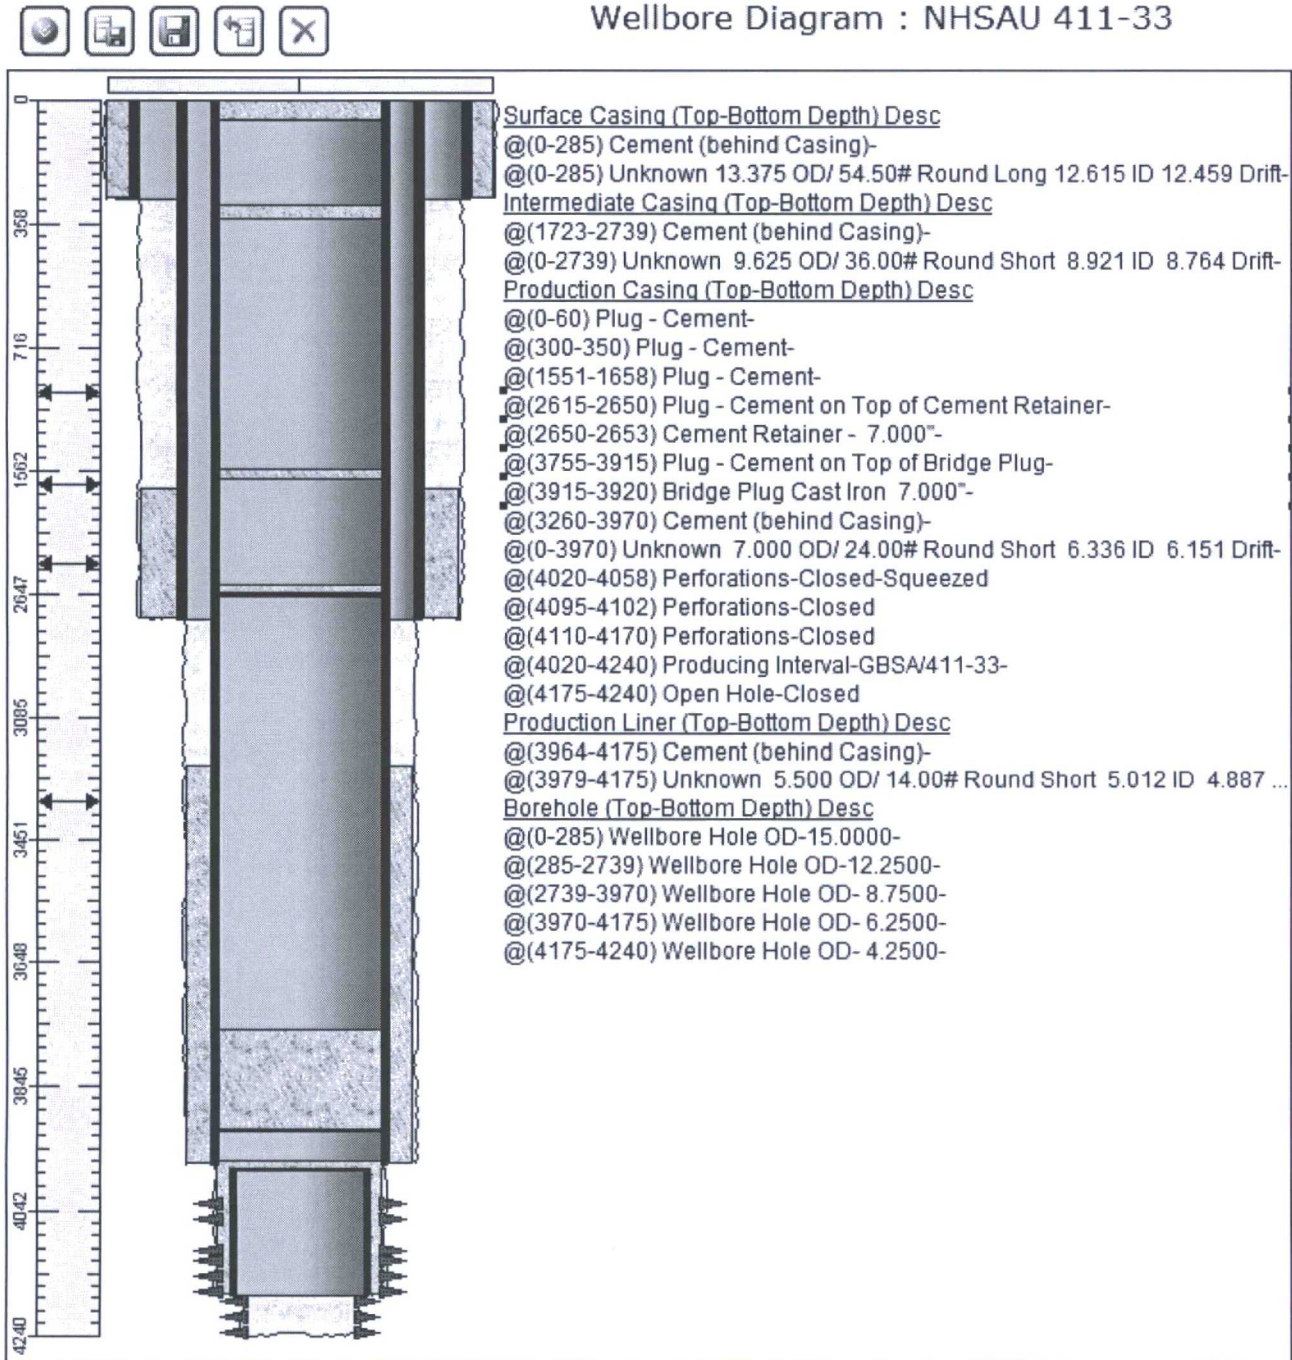 Wellbore Diagram : NHSAU 411-33
Surface Casing (Top-Bottom Depth) Desc
@(0-285) Cement (behind Casing)-
@(0-285) Unknown 13.375 OD/ 54.50# Round Long 12.615 ID 12.459 Drift-
Intermediate Casing (Top-Bottom Depth) Desc
@(1723-2739) Cement (behind Casing)-
@(0-2739) Unknown 9.625 OD/ 36.00# Round Short 8.921 ID 8.764 Drift-
Production Casing (Top-Bottom Depth) Desc
@(0-60) Plug - Cement-
@(300-350) Plug - Cement-
@(1551-1658) Plug - Cement-
@(2615-2650) Plug - Cement on Top of Cement Retainer-
@(2650-2653) Cement Retainer - 7.000"-
@(3755-3915) Plug - Cement on Top of Bridge Plug-
@(3915-3920) Bridge Plug Cast Iron 7.000"-
@(3260-3970) Cement (behind Casing)-
@(0-3970) Unknown 7.000 OD/ 24.00# Round Short 6.336 ID 6.151 Drift-
@(4020-4058) Perforations-Closed-Squeezed
@(4095-4102) Perforations-Closed
@(4110-4170) Perforations-Closed
@(4020-4240) Producing Interval-GBSA/411-33-
@(4175-4240) Open Hole-Closed
Production Liner (Top-Bottom Depth) Desc
@(3964-4175) Cement (behind Casing)-
@(3979-4175) Unknown 5.500 OD/ 14.00# Round Short 5.012 ID 4.887 ...
Borehole (Top-Bottom Depth) Desc
@(0-285) Wellbore Hole OD-15.0000-
@(285-2739) Wellbore Hole OD-12.2500-
@(2739-3970) Wellbore Hole OD- 8.7500-
@(3970-4175) Wellbore Hole OD- 6.2500-
@(4175-4240) Wellbore Hole OD- 4.2500-
0
358
716
1562
2647
3085
3451
3648
3845
4042
4240